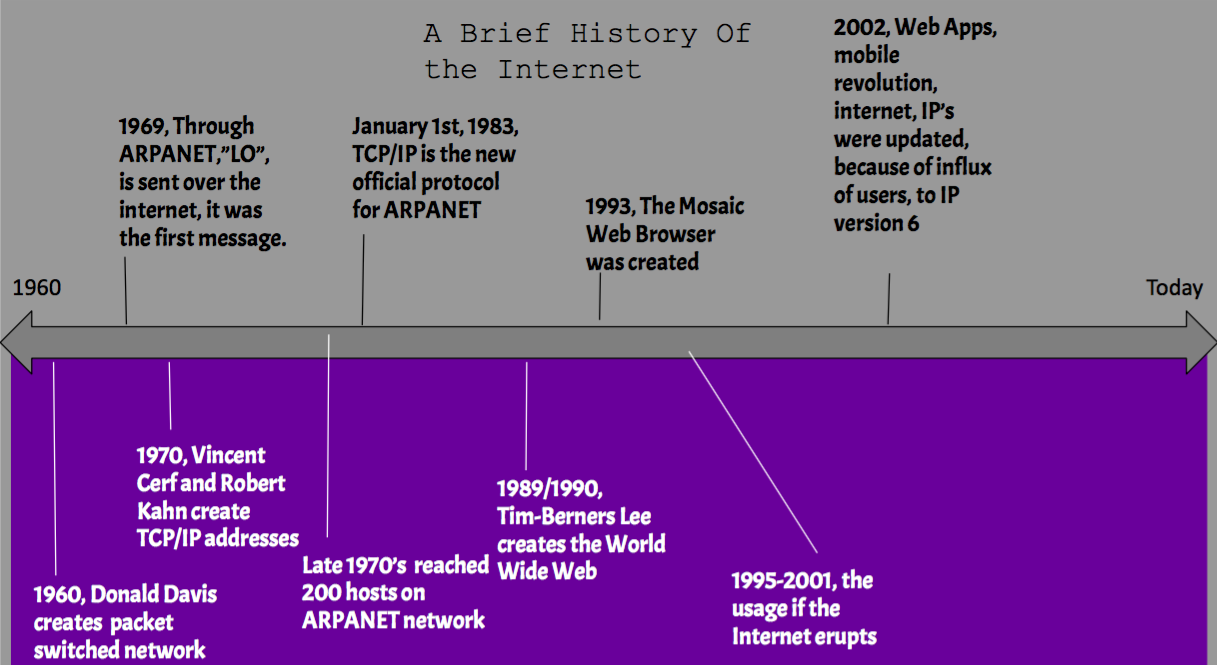 A Brief History Of
the Internet
2002, Web Apps,
mobile
revolution,
internet, IP's
were updated,
because of influx
of users, to IP
version 6
1969, Through
ARPANET,"LO",
is sent over the
internet, it was
the first message.
January 1st, 1983,
TCP/IP is the new
official protocol
for ARPANET
1993, The Mosaic
Web Browser
was created
1960
Today
1970, Vincent
Cerf and Robert
Kahn create
TCP/IP addresses
1989/1990,
Tim-Berners Lee
creates the World
Wide Web
Late 1970's reached
200 hosts on
ARPANET network
1960, Donald Davis
creates packet
switched network
1995-2001, the
usage if the
Internet erupts